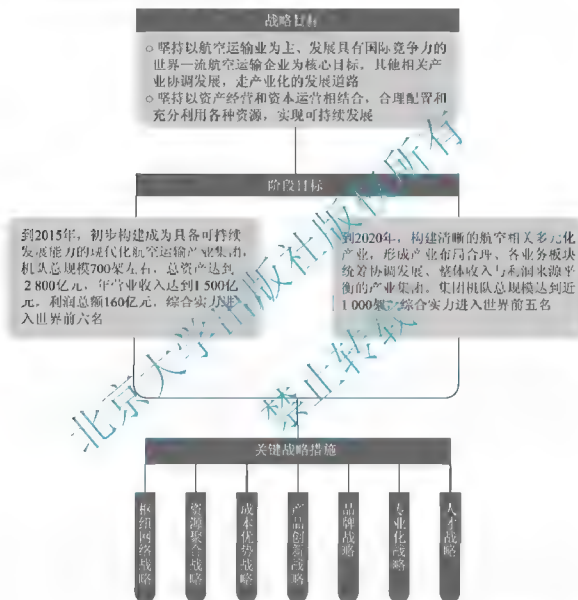 战略目标
○ 坚持以航空运输业为主、发展具有国际竞争力的
世界一流航空运输企业为核心目标，其他相关产
业协调发展，走产业化的发展道路
○ 坚持以资产经营和资本运营相结合，合理配置和
充分利用各种资源，实现可持续发展
阶段目标
到2015年，初步构建成为具备可持续
发展能力的现代化航空运输产业集团，
机队总规模700架左右，总资产达到
2 800亿元，年营业收入达到1 500亿
元，利润总额160亿元，综合实力进
入世界前六名
到2020年，构建清晰的航空相关多元化
产业，形成产业布局合理、各业务板块
统筹协调发展、整体收入与利润来源平
衡的产业集团，集团机队总规模达到近
1 000架，综合实力进入世界前五名
关键战略措施
枢纽网络战略
资源聚合战略
成本优势战略
产品创新战略
品牌战略
专业化战略
人才战略
北京大学出版社版权所有
禁止转载